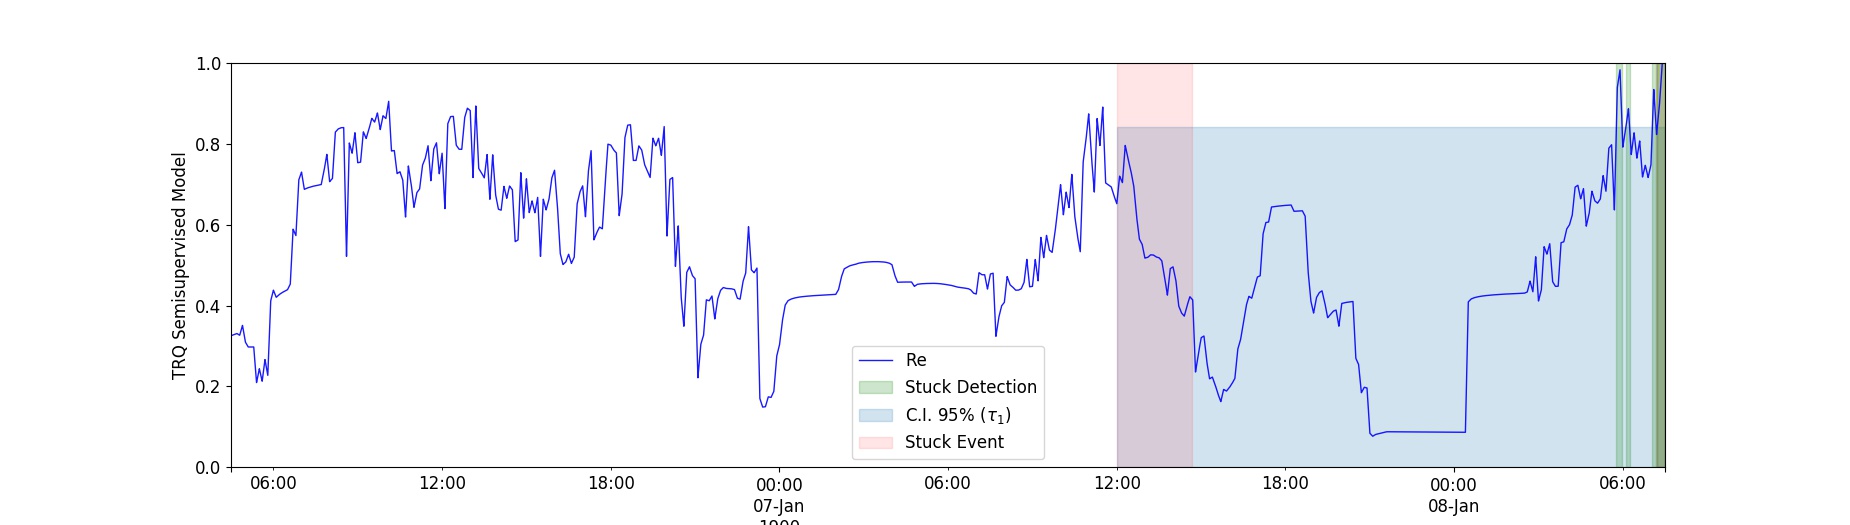 TRQ Semisupervised Model
1.0
0.8
0.6
0.4
0.2
0.0
Re
Stuck Detection
C.I. 95% (τ₁)
Stuck Event
06:00 12:00 18:00 00:00 06:00 12:00 18:00 00:00 06:00
07-Jan 08-Jan
1900